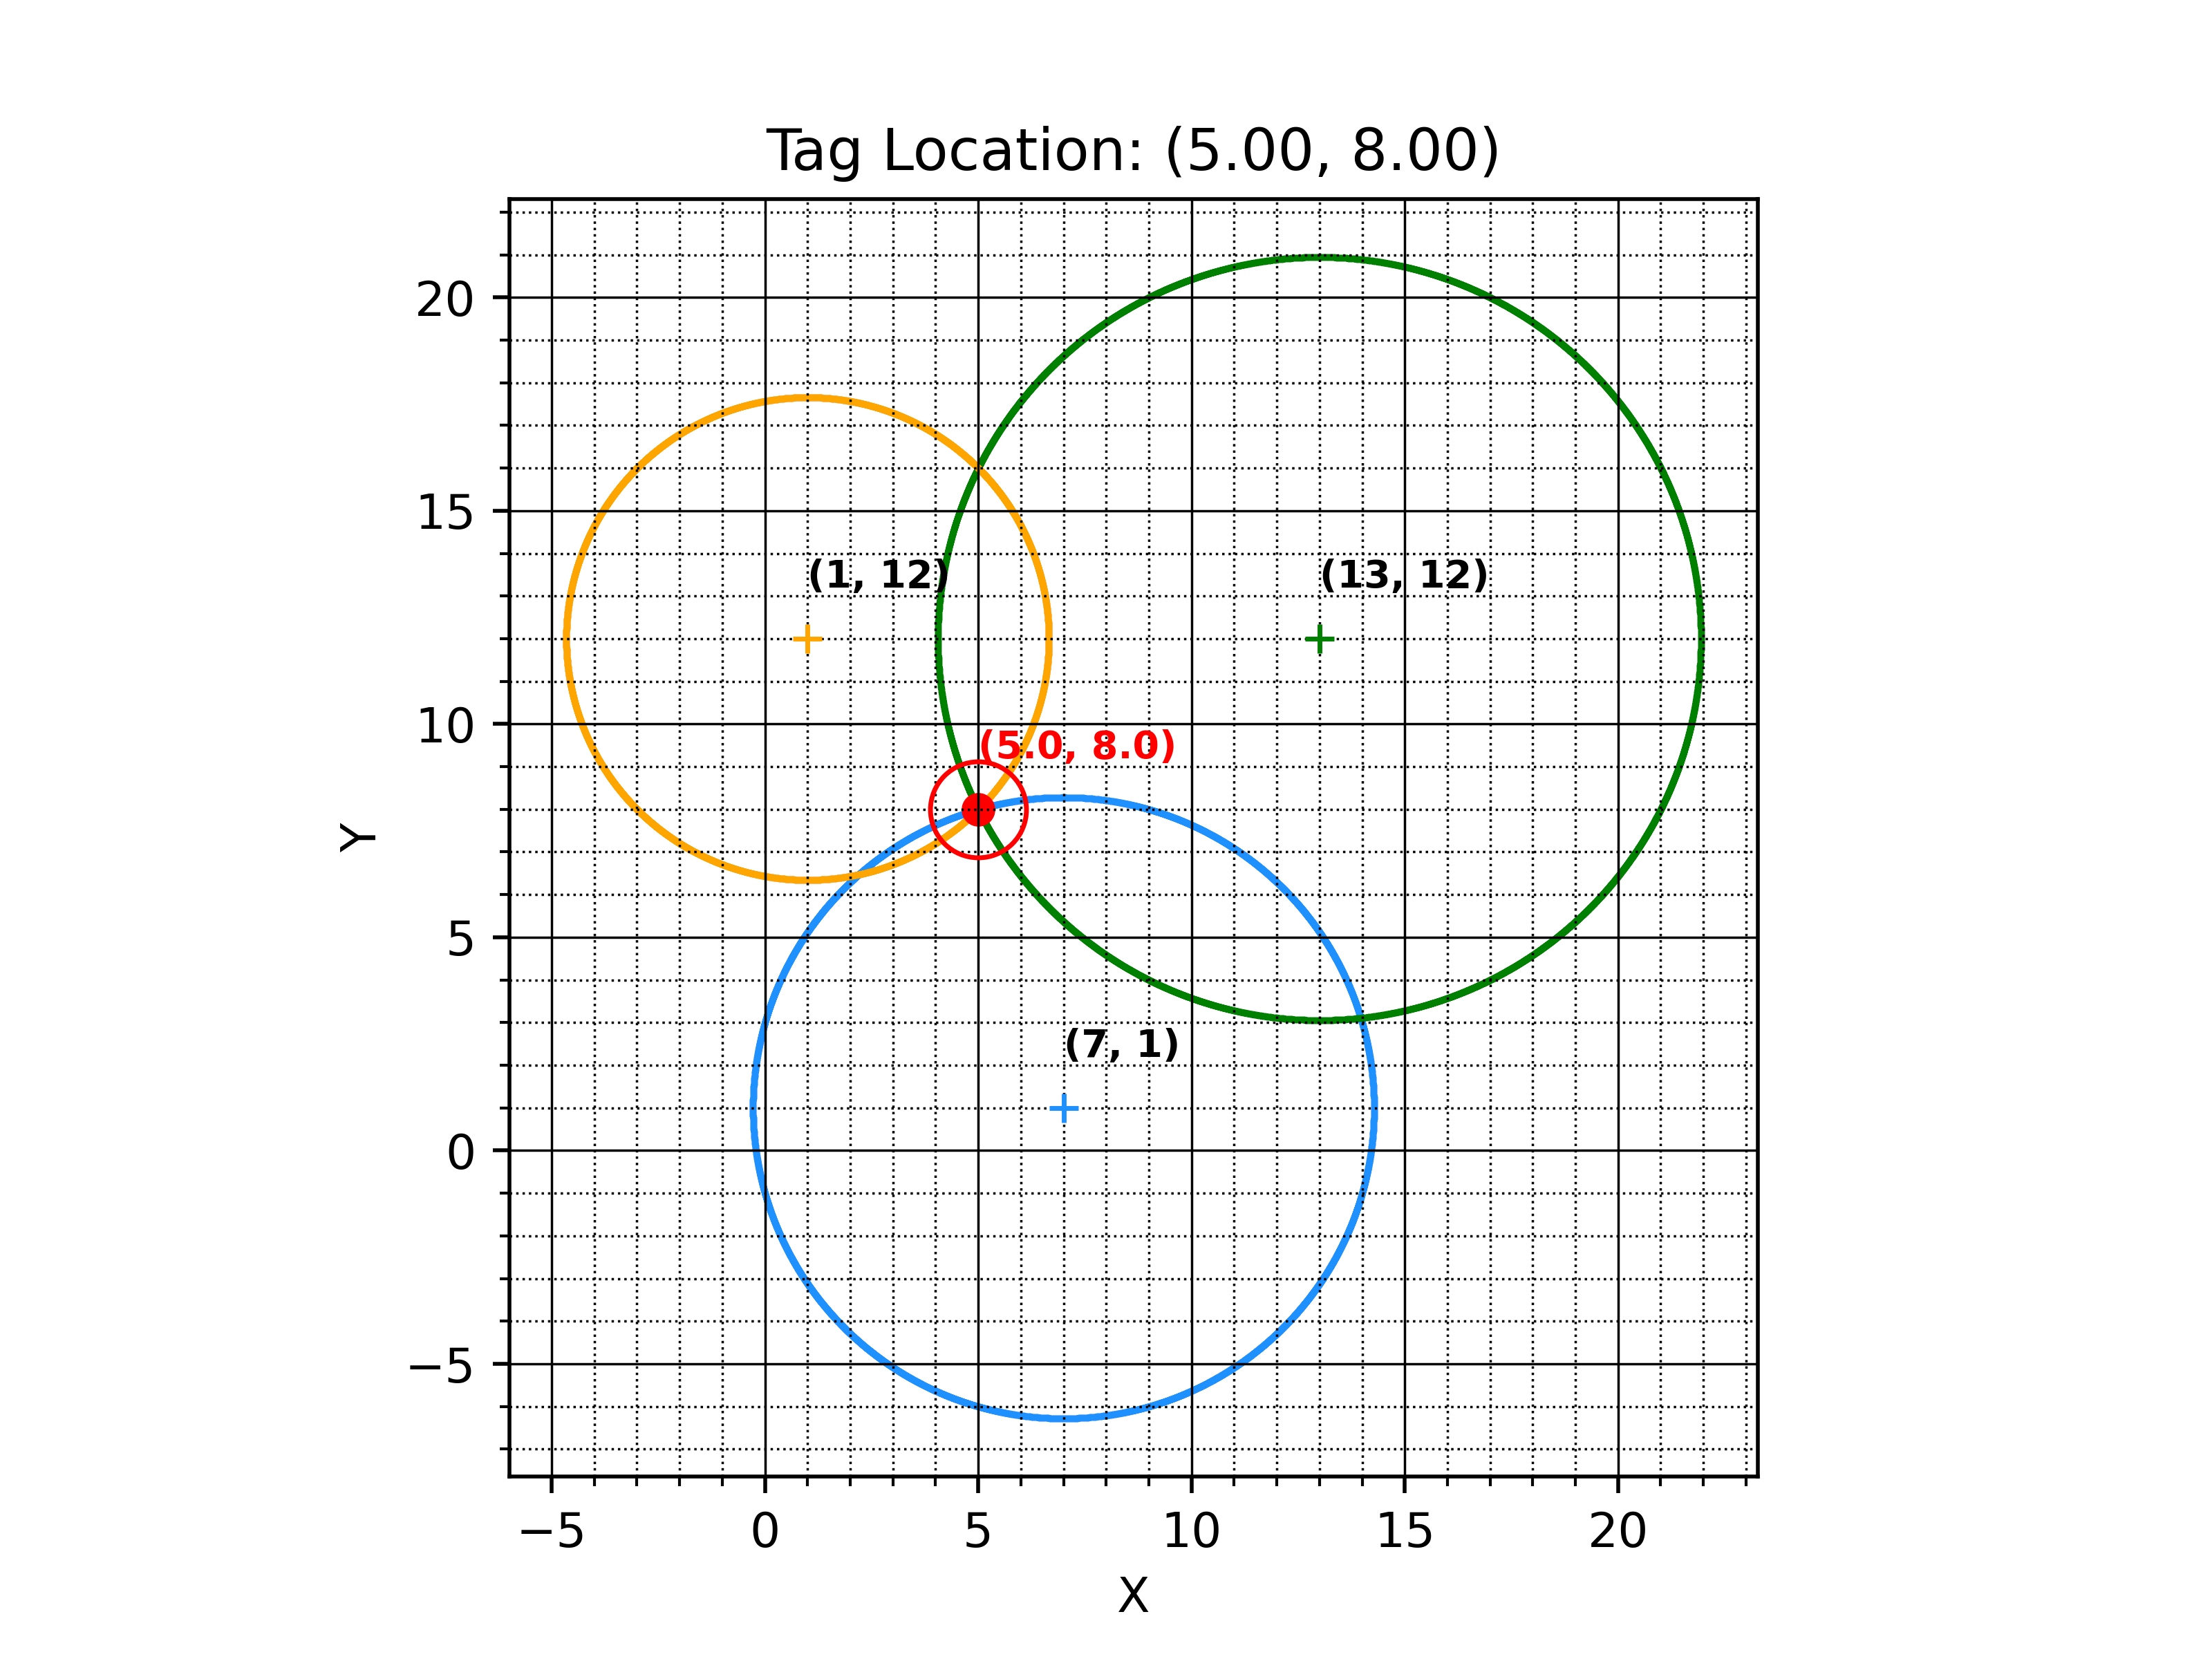 Tag Location: (5.00, 8.00)
20
15
(1, 12)
(13, 12)
10
(5.0, 8.0)
Y
5
(7, 1)
0
−5
−5 0 5 10 15 20
X